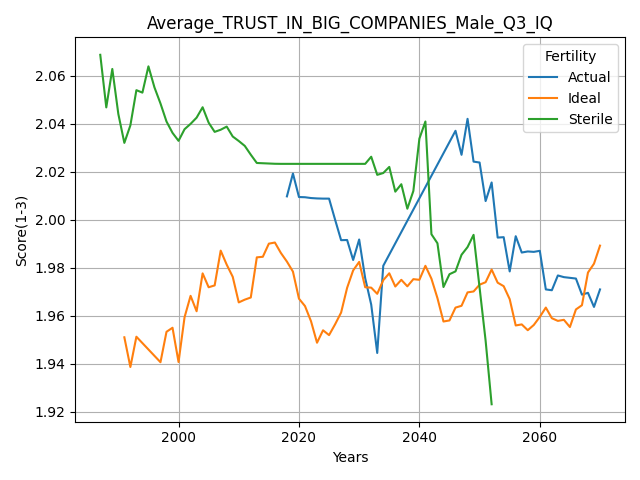 Average_TRUST_IN_BIG_COMPANIES_Male_Q3_IQ
Fertility
Actual
Ideal
Sterile
Score(1-3)
2.06
2.04
2.02
2.00
1.98
1.96
1.94
1.92
2000
2020
2040
2060
Years